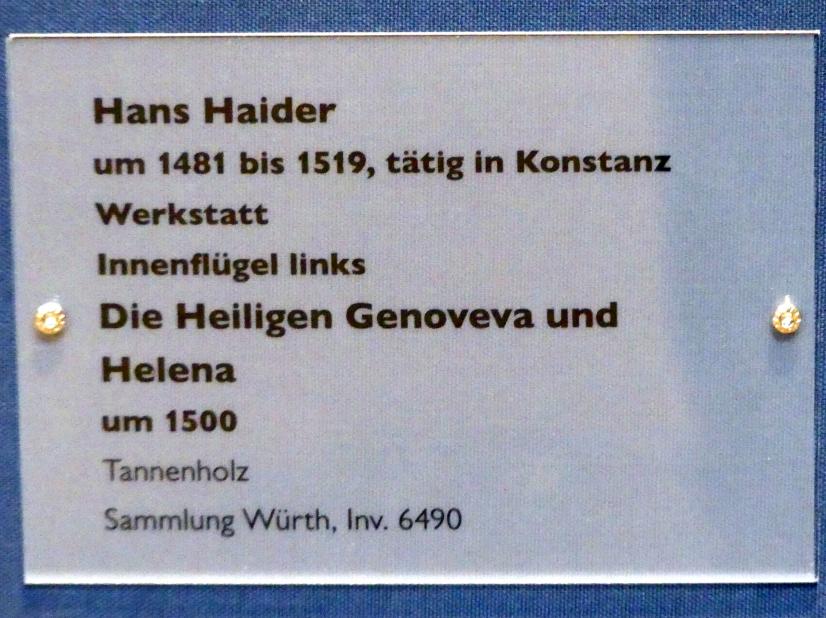 Hans Haider
um 1481 bis 1519, tätig in Konstanz
Werkstatt
Innenflügel links
Die Heiligen Genoveva und
Helena
um 1500
Tannenholz
Sammlung Würth, Inv. 6490